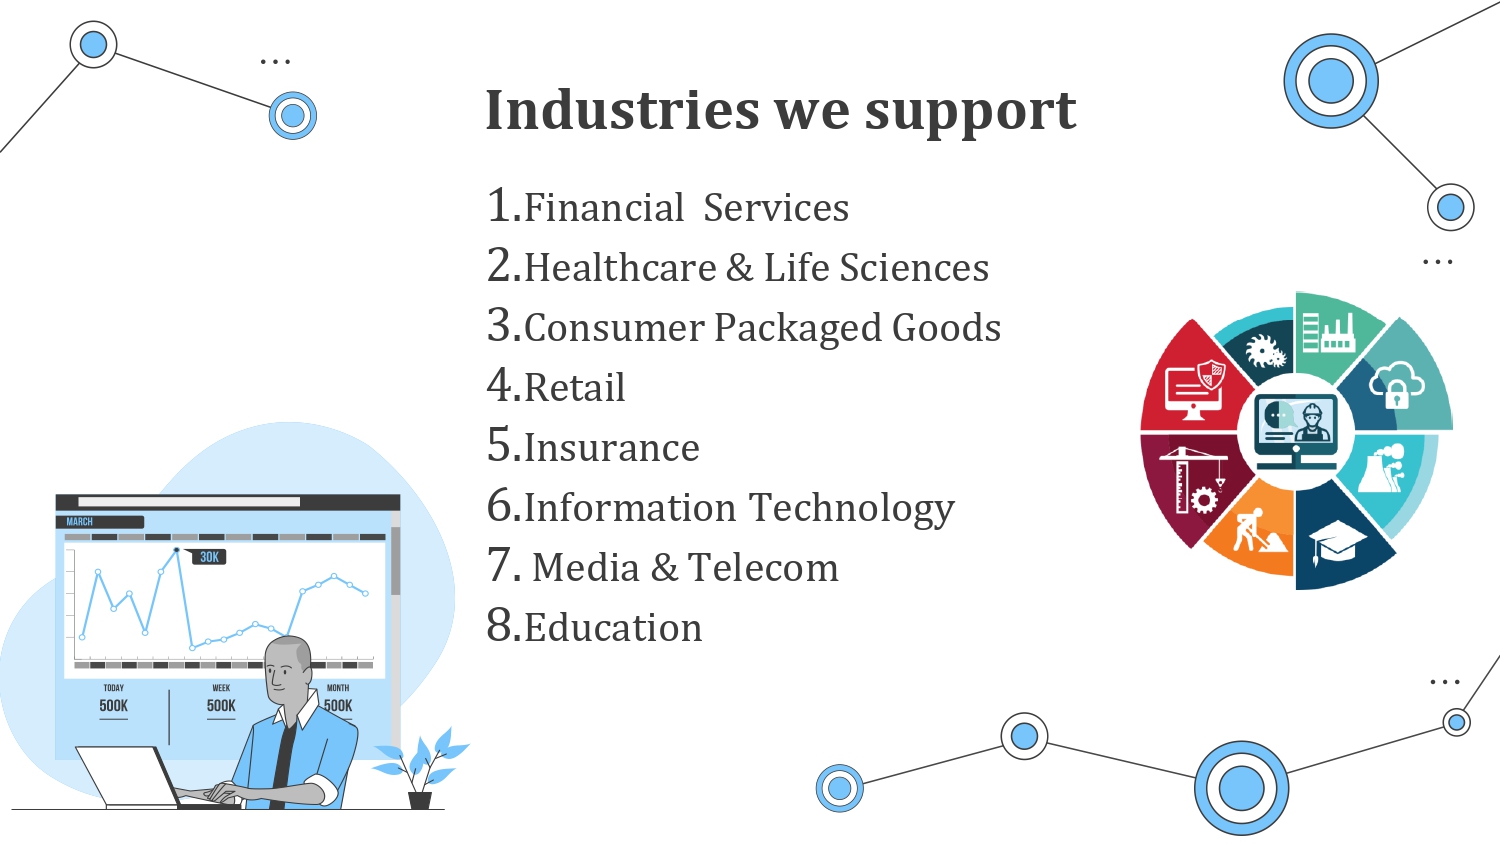 ...
Industries we support
1.Financial  Services
2.Healthcare & Life Sciences
...
3.Consumer Packaged Goods
4.Retail
5.Insurance
6.Information Technology
7. Media & Telecom
8.Education
MARCH
30K
TODAY WEEK MONTH
500K 500K 500K
...